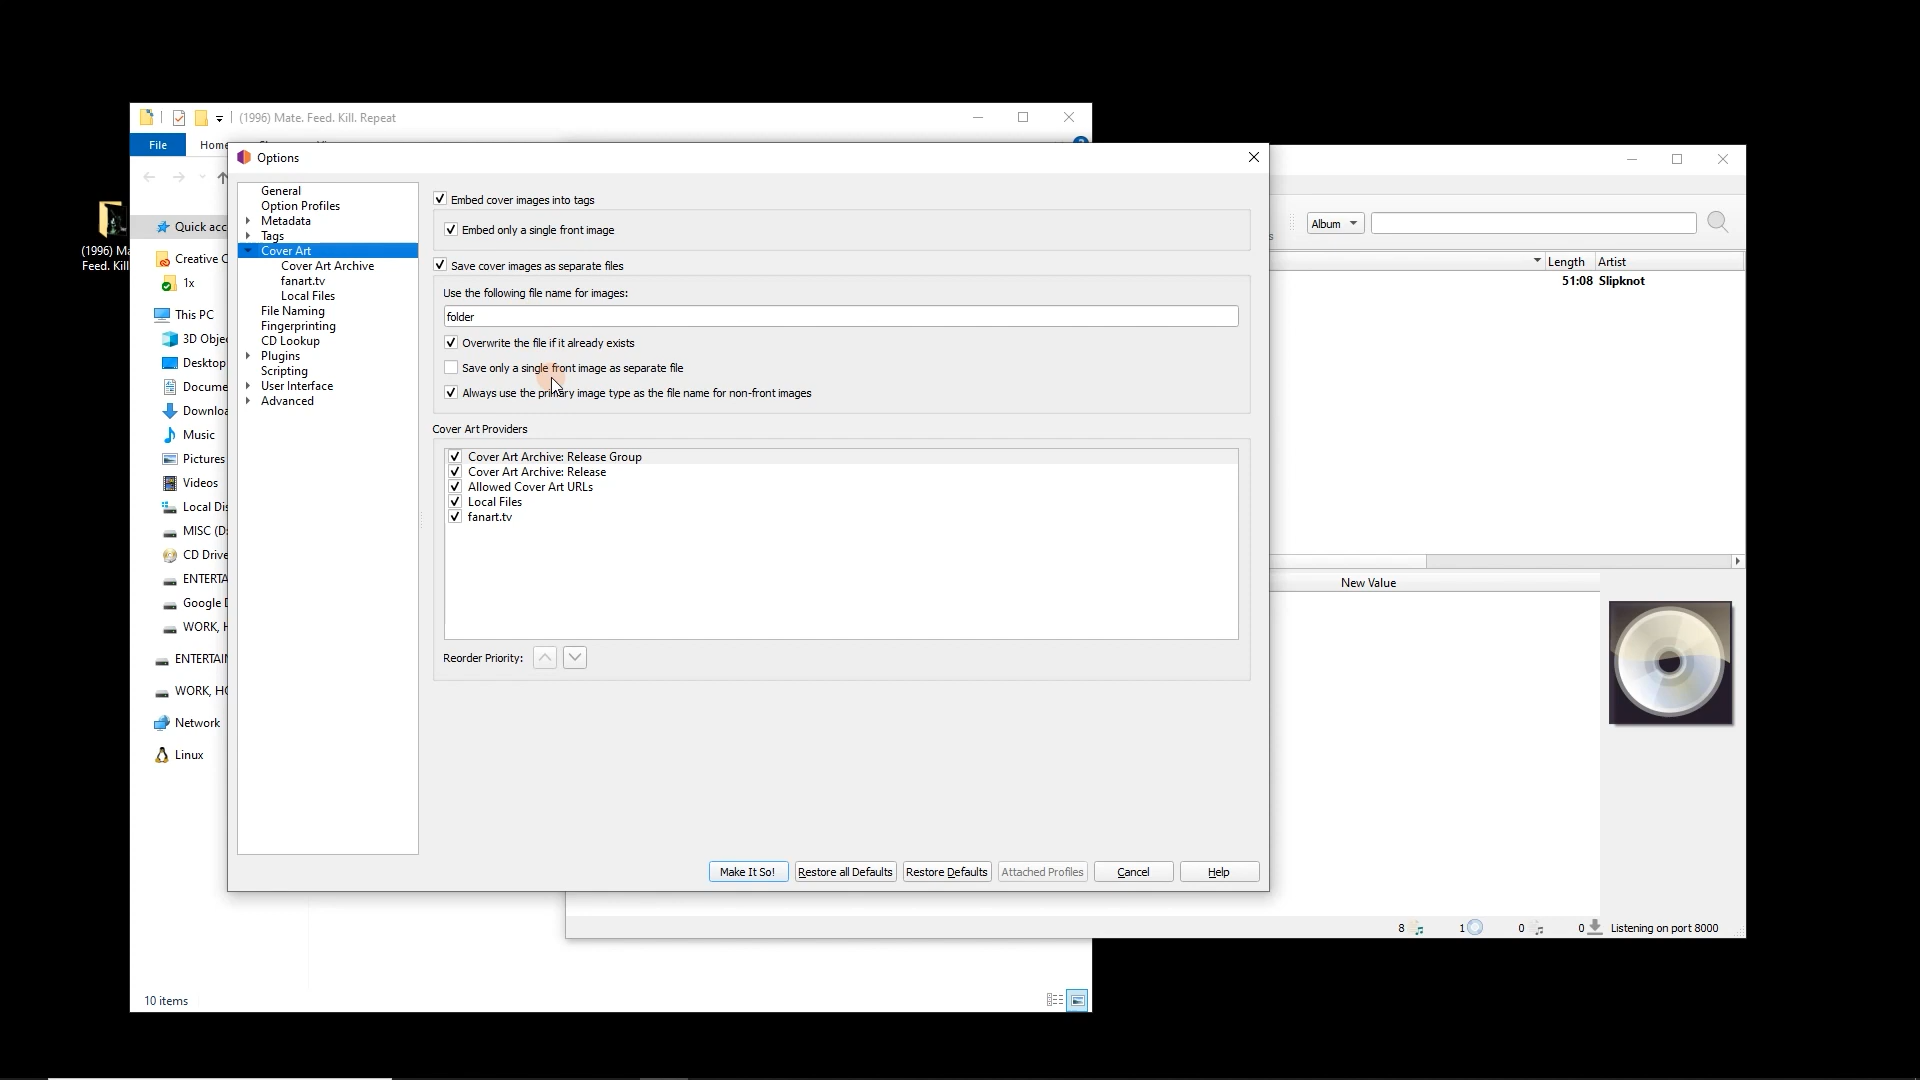 (1996) Mate. Feed. Kill. Repeat
File
Home
Options
General
Option Profiles
Metadata
Tags
Cover Art
Cover Art Archive
fanart.tv
Local Files
File Naming
Fingerprinting
CD Lookup
Plugins
Scripting
User Interface
Advanced
Embed cover images into tags
Embed only a single front image
Save cover images as separate files
Use the following file name for images:
folder
Overwrite the file if it already exists
Save only a single front image as separate file
Always use the primary image type as the file name for non-front images
Cover Art Providers
Cover Art Archive: Release Group
Cover Art Archive: Release
Allowed Cover Art URLs
Local Files
fanart.tv
Reorder Priority:
Make It So!
Restore all Defaults
Restore Defaults
Attached Profiles
Cancel
Help
(1996) Ma
Feed. Kill
Quick acc
Creative C
1x
This PC
3D Obje
Desktop
Docume
Downloa
Music
Pictures
Videos
Local Dis
MISC (D:
CD Drive
ENTERTA
Google D
WORK, H
ENTERTAIN
WORK, HO
Network
Linux
10 items
Album
s
Length
Artist
51:08
Slipknot
New Value
8
1
0
0
Listening on port 8000